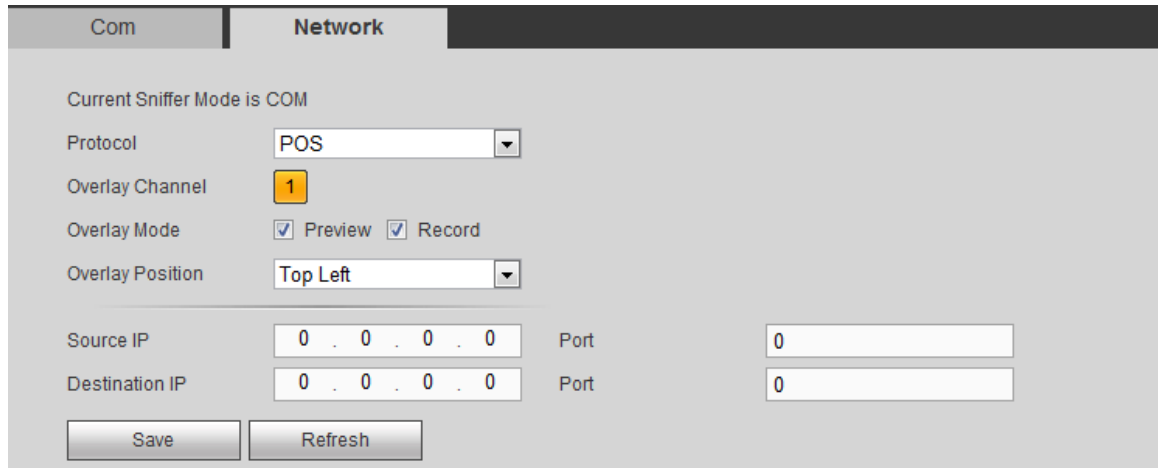 Com Network
Current Sniffer Mode is COM
Protocol POS
Overlay Channel 1
Overlay Mode Preview Record
Overlay Position Top Left
Source IP 0 . 0 . 0 . 0 Port 0
Destination IP 0 . 0 . 0 . 0 Port 0
Save Refresh